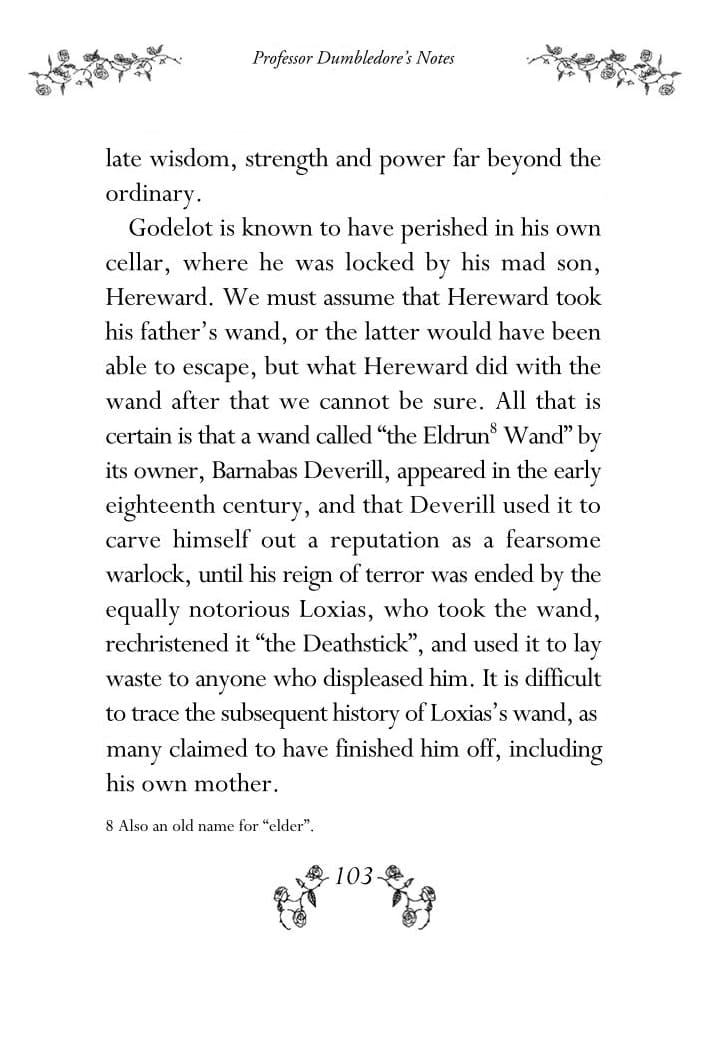 Professor Dumbledore’s Notes
late wisdom, strength and power far beyond the
ordinary.
Godelot is known to have perished in his own
cellar, where he was locked by his mad son,
Hereward. We must assume that Hereward took
his father’s wand, or the latter would have been
able to escape, but what Hereward did with the
wand after that we cannot be sure. All that is
certain is that a wand called “the Eldrun⁸ Wand” by
its owner, Barnabas Deverill, appeared in the early
eighteenth century, and that Deverill used it to
carve himself out a reputation as a fearsome
warlock, until his reign of terror was ended by the
equally notorious Loxias, who took the wand,
rechristened it “the Deathstick”, and used it to lay
waste to anyone who displeased him. It is difficult
to trace the subsequent history of Loxias’s wand, as
many claimed to have finished him off, including
his own mother.
8 Also an old name for “elder”.
103